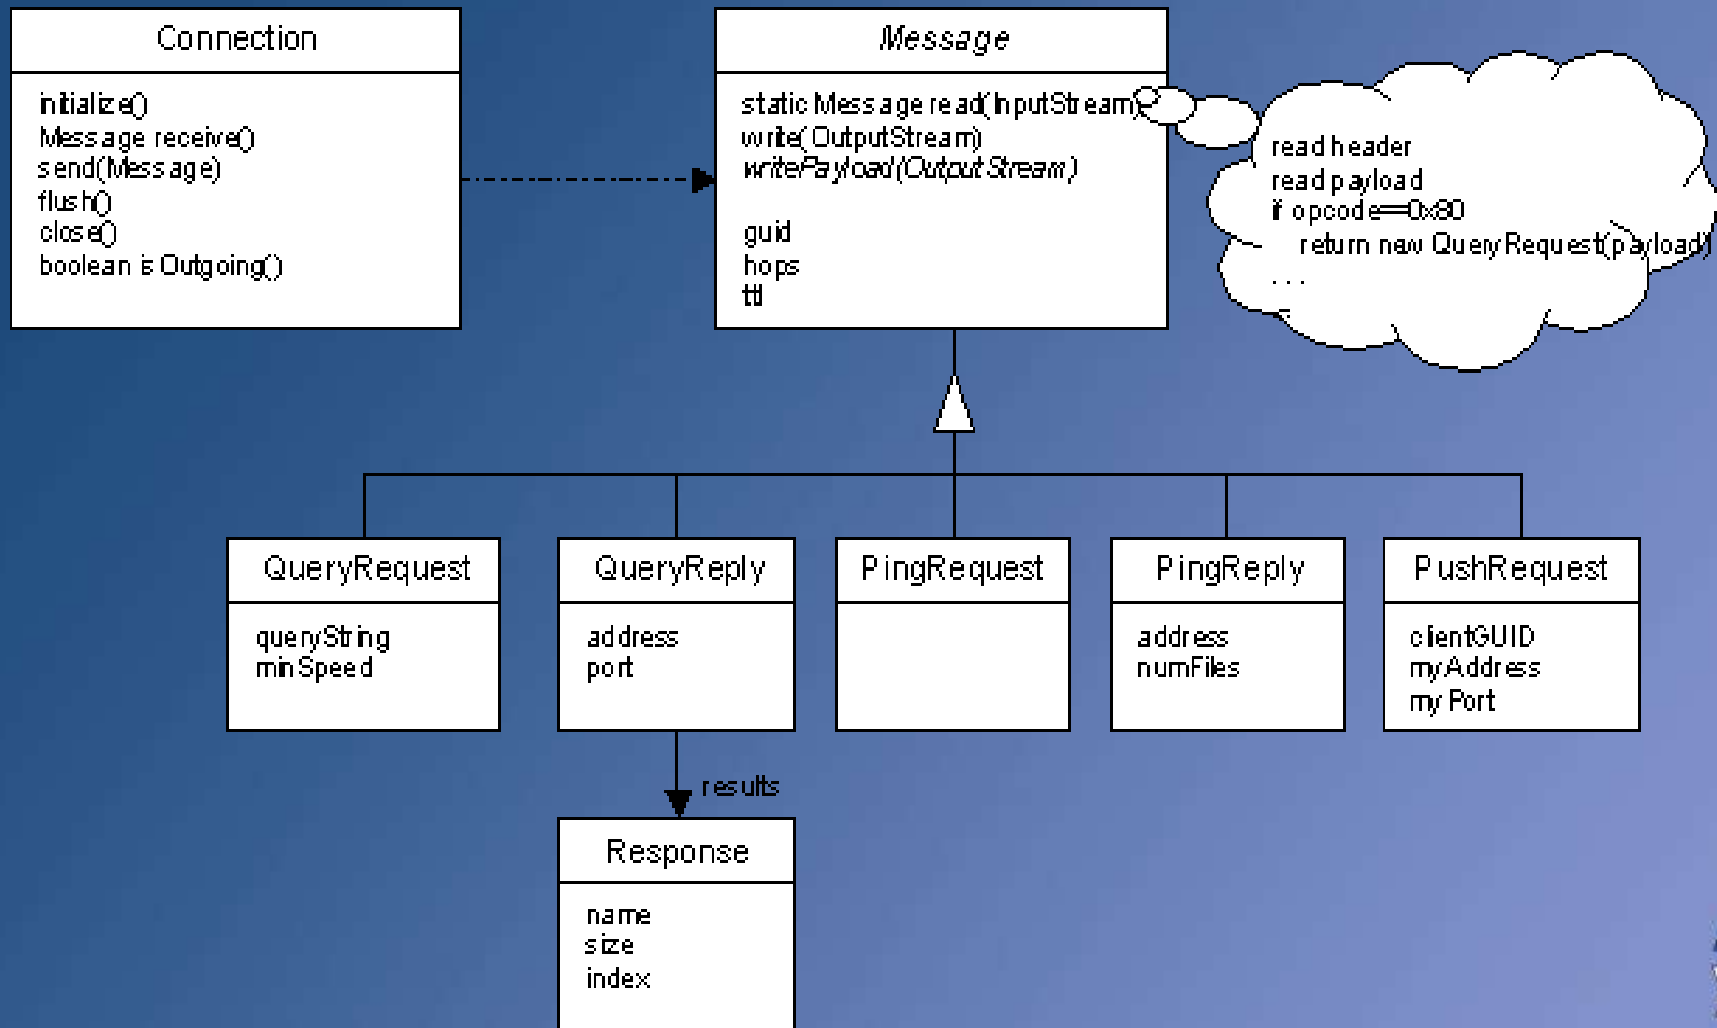 Connection
initialize()
Message receive()
send(Message)
flush()
close()
boolean isOutgoing()
Message
static Message read(InputStream)
write(OutputStream)
writePayload(OutputStream)
guid
hops
ttl
read header
read payload
if opcode==0x80
return new QueryRequest(payload)
...
QueryRequest
queryString
minSpeed
QueryReply
address
port
PingRequest
PingReply
address
numFiles
PushRequest
clientGUID
myAddress
myPort
results
Response
name
size
index